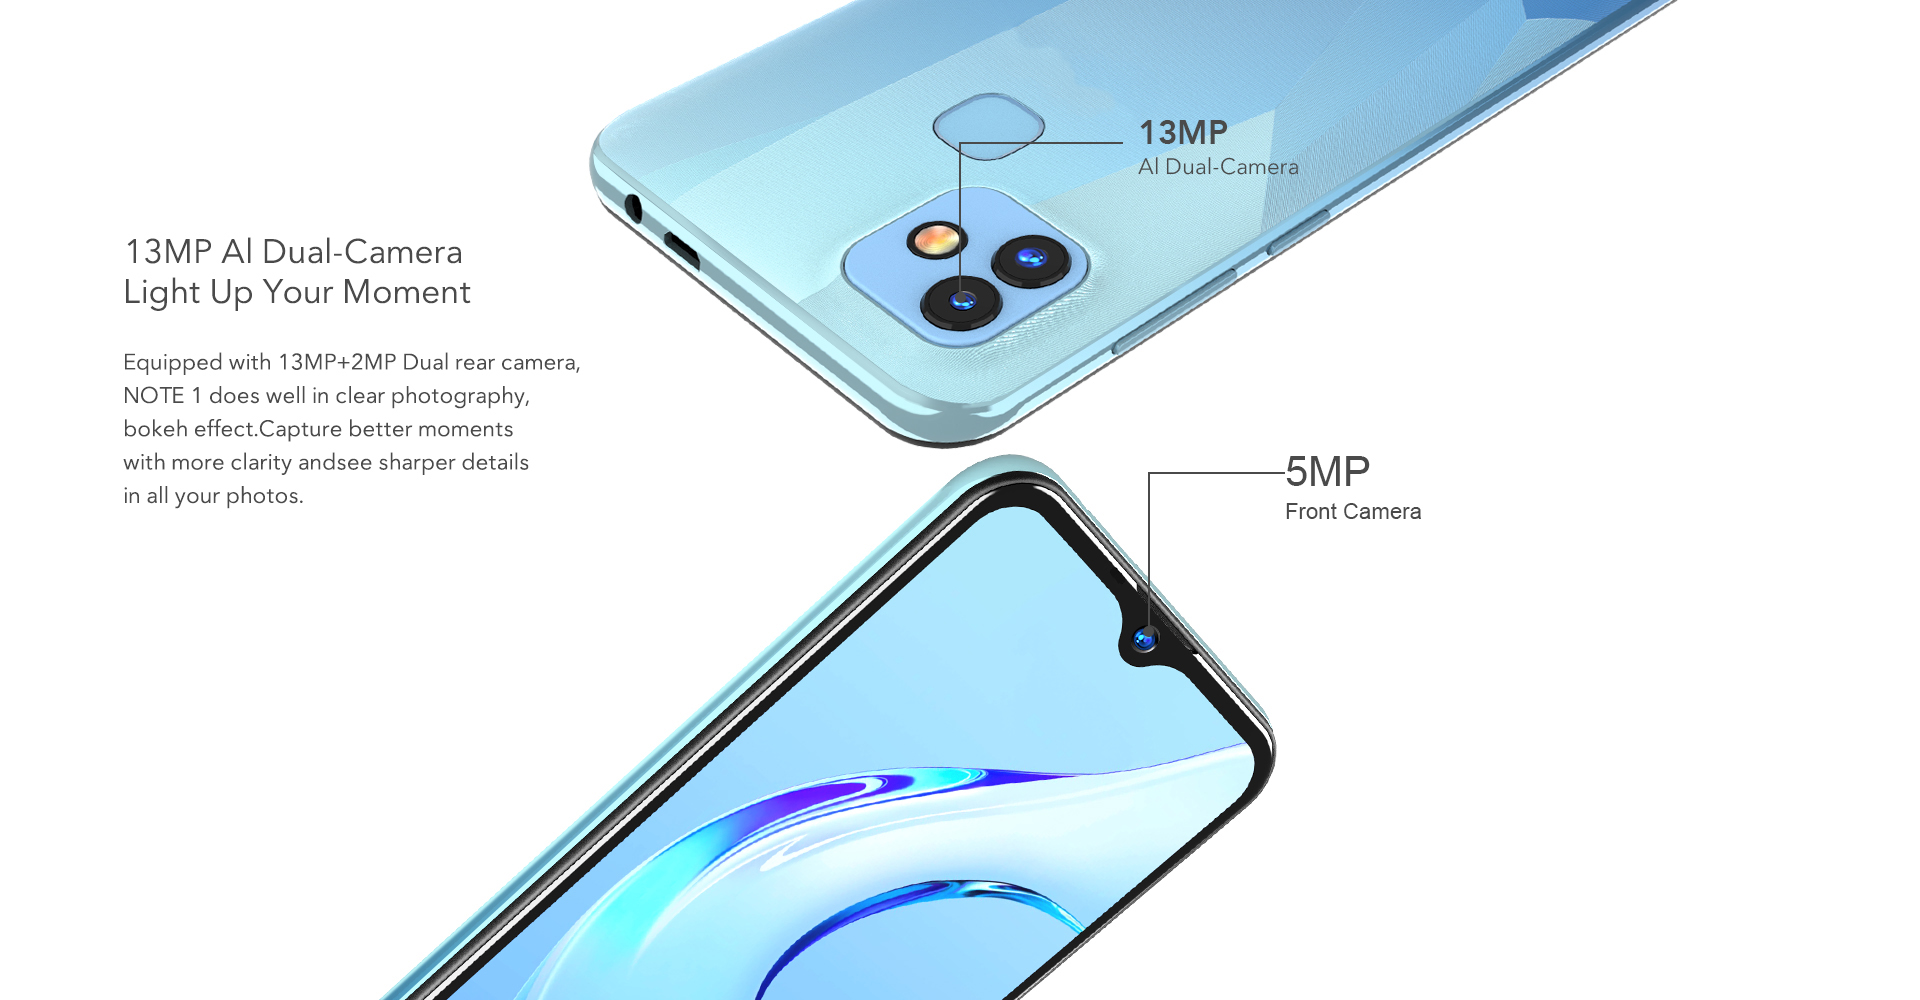 13MP Al Dual-Camera
Light Up Your Moment
Equipped with 13MP+2MP Dual rear camera,
NOTE 1 does well in clear photography,
bokeh effect.Capture better moments
with more clarity andsee sharper details
in all your photos.
13MP
Al Dual-Camera
5MP
Front Camera